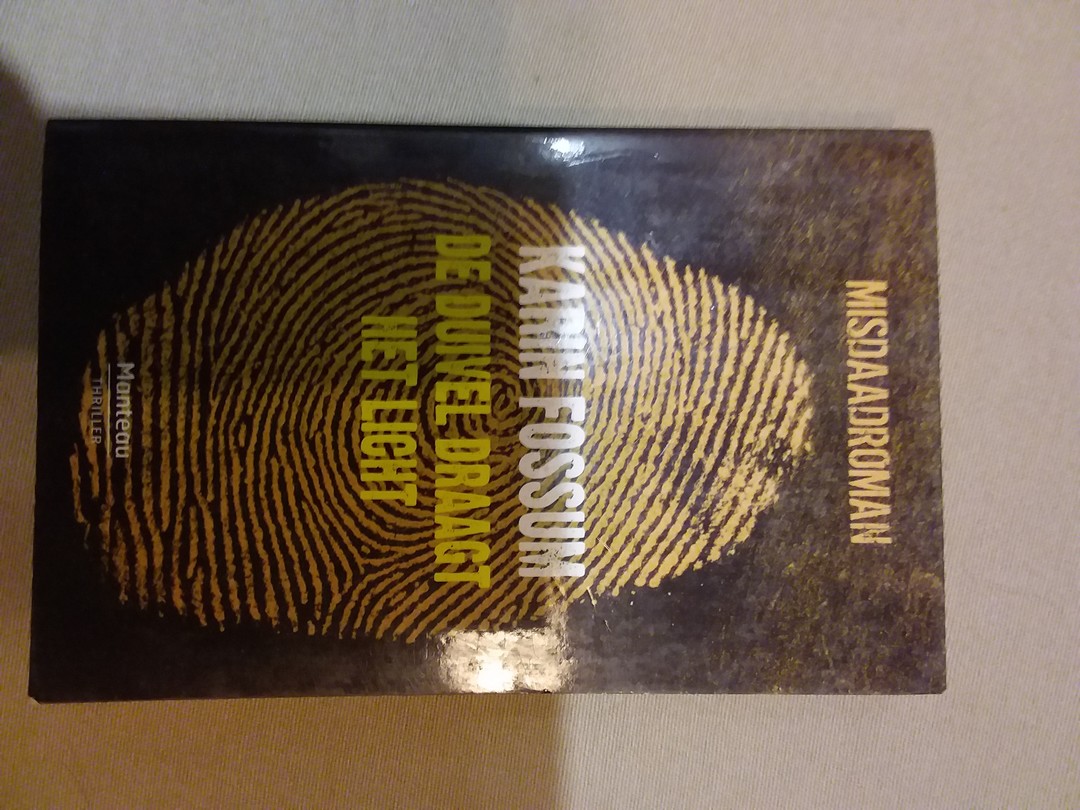 MISDAADROMAN
KARIN FOSSUM
DE DUIVEL DRAAGT
HET LICHT
Manteau
THRILLER